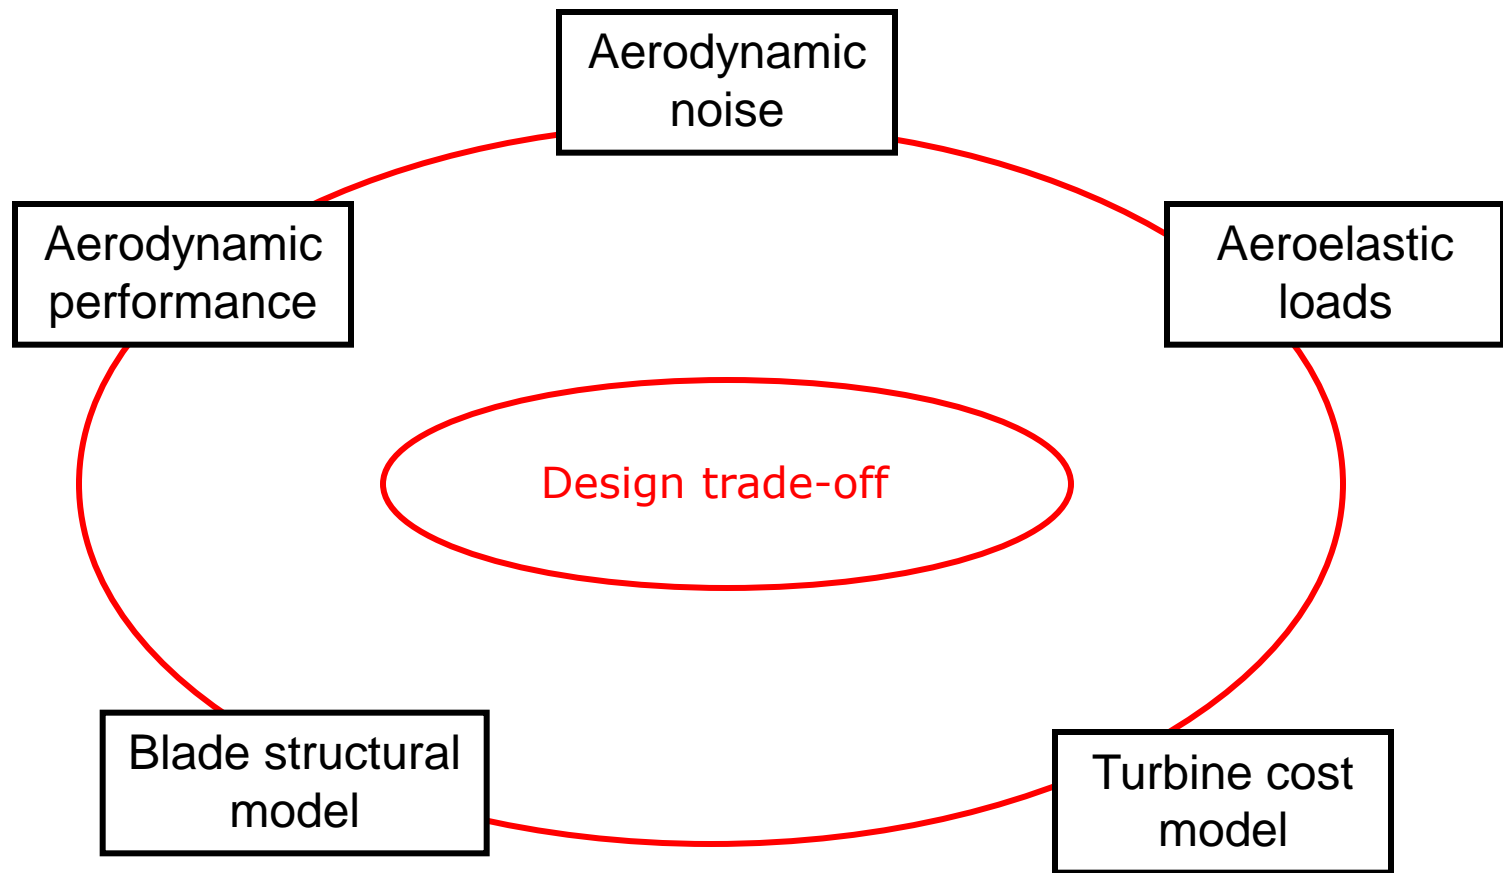 Aerodynamic
noise
Aerodynamic
performance
Aeroelastic
loads
Design trade-off
Blade structural
model
Turbine cost
model